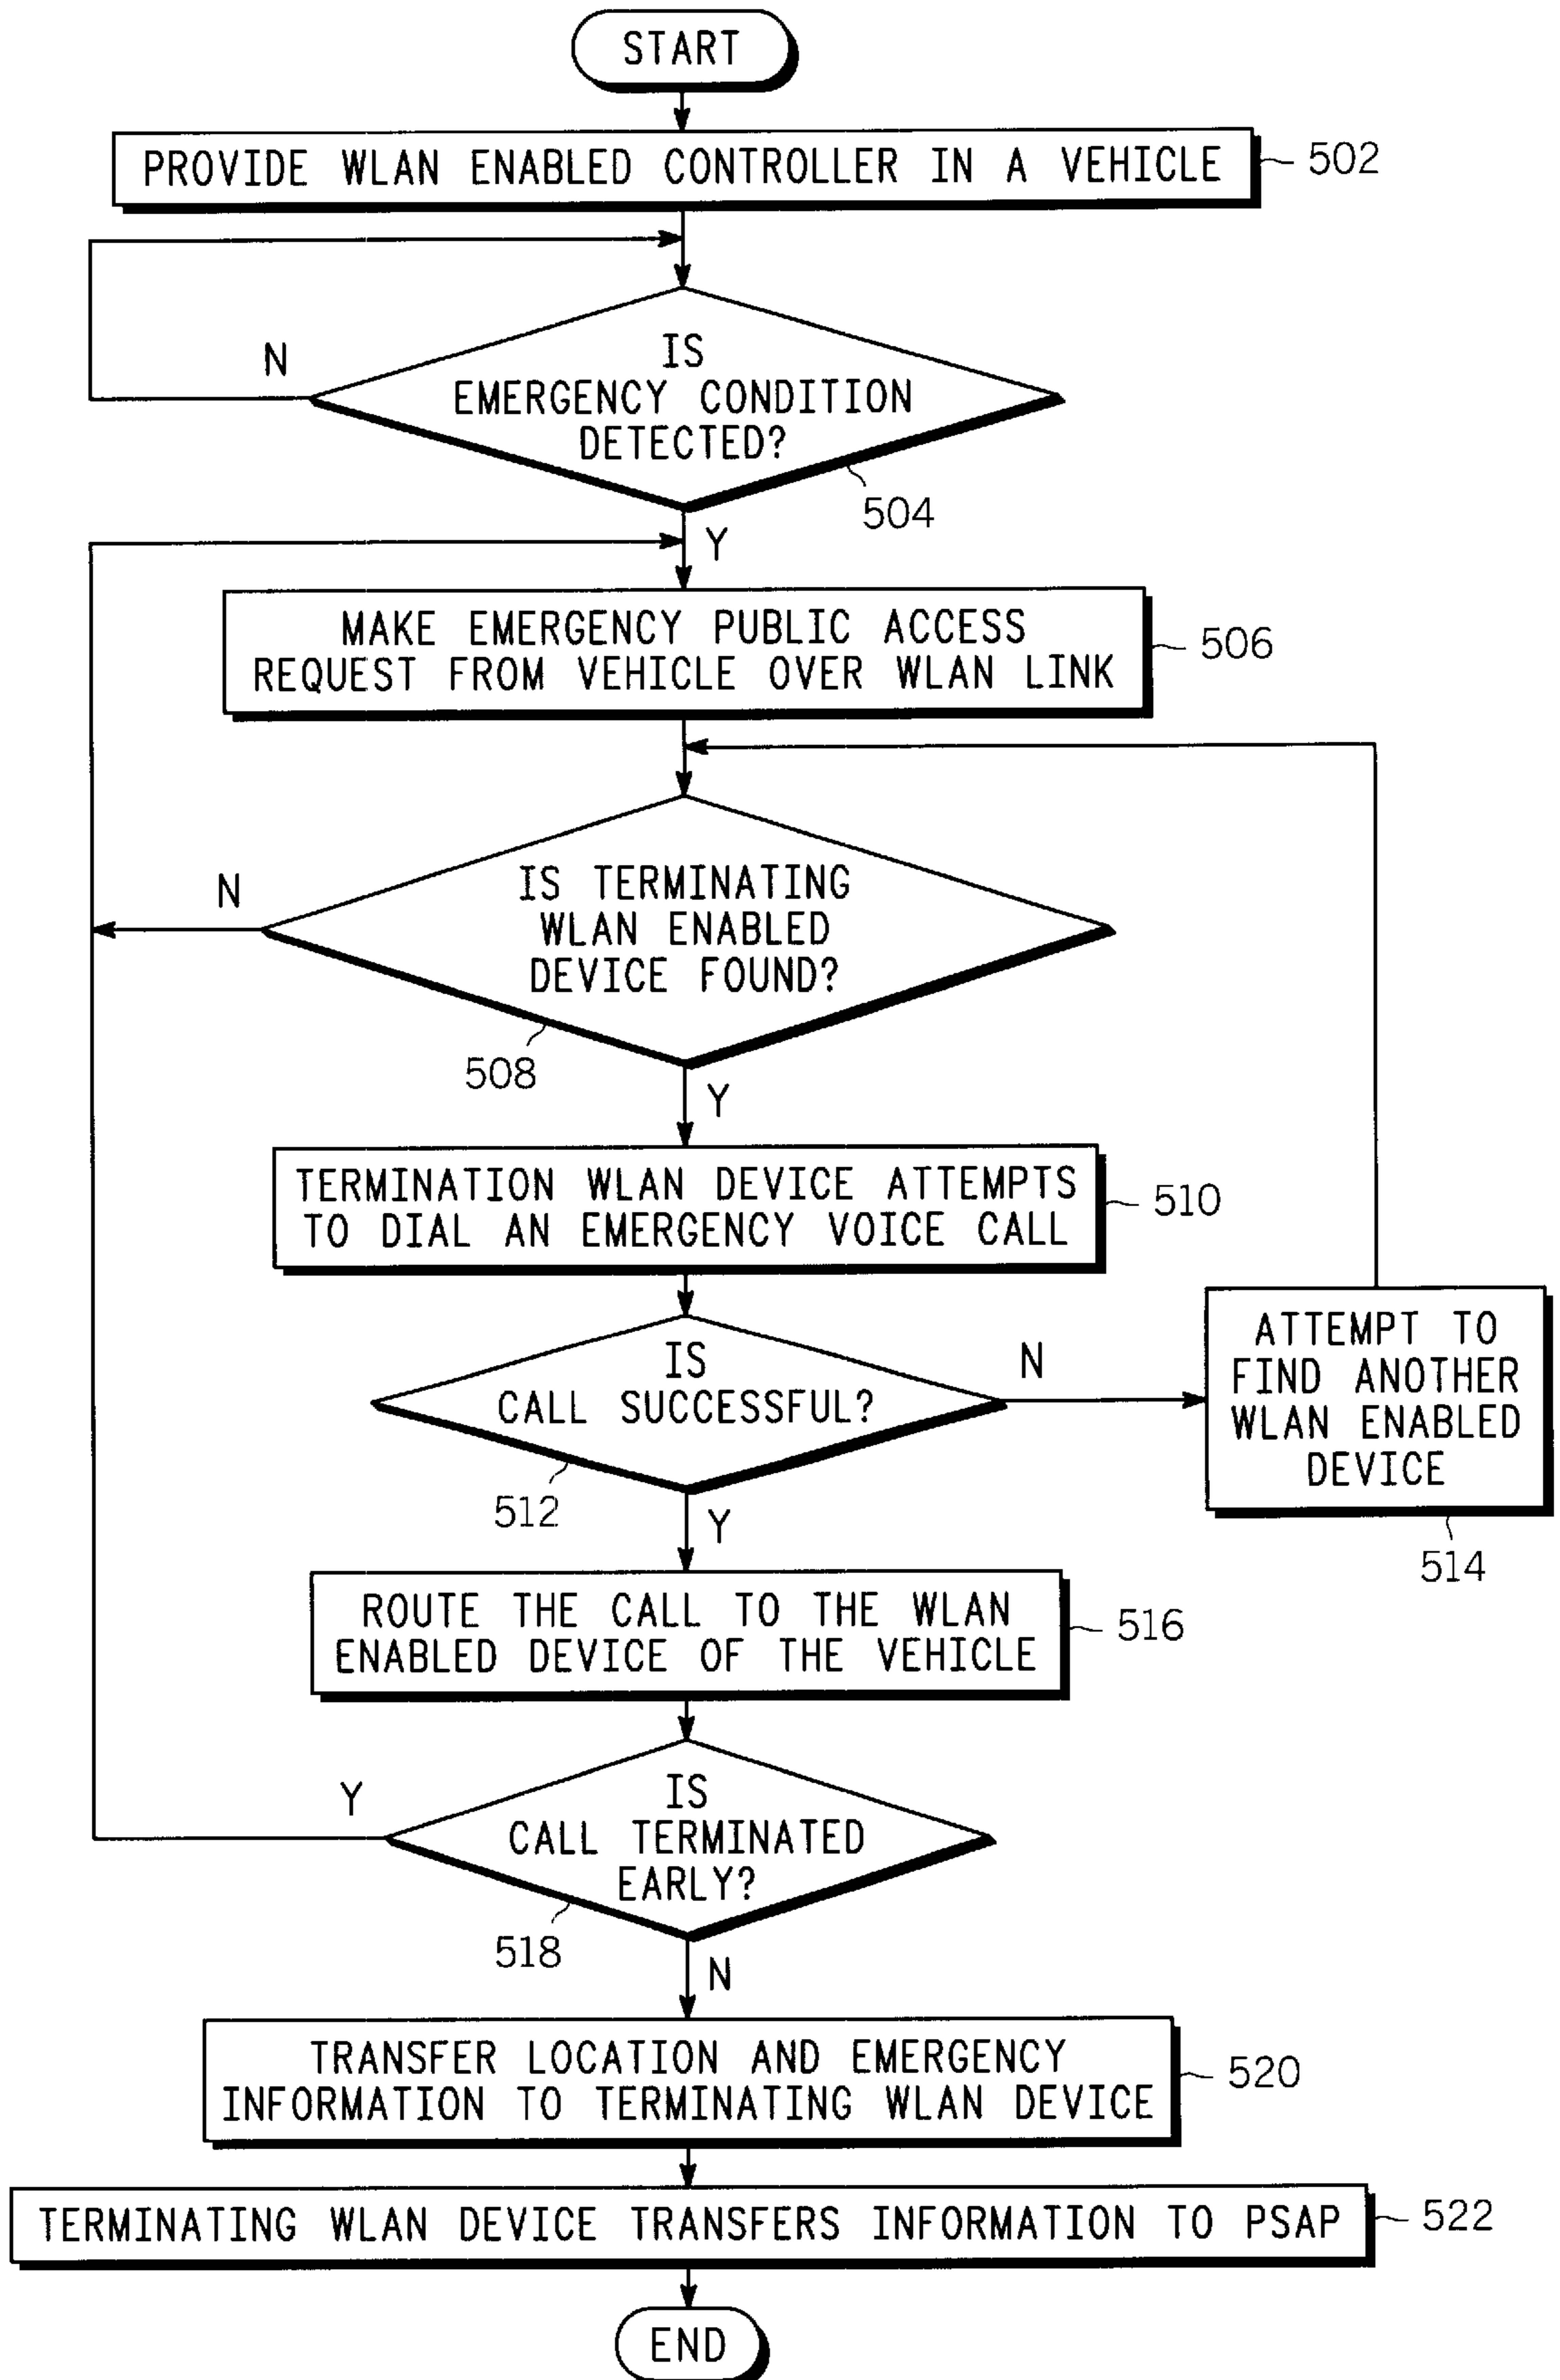 START
PROVIDE WLAN ENABLED CONTROLLER IN A VEHICLE
502
N
IS
EMERGENCY CONDITION
DETECTED?
504
Y
MAKE EMERGENCY PUBLIC ACCESS
REQUEST FROM VEHICLE OVER WLAN LINK
506
N
IS TERMINATING
WLAN ENABLED
DEVICE FOUND?
508
Y
TERMINATION WLAN DEVICE ATTEMPTS
TO DIAL AN EMERGENCY VOICE CALL
510
IS
CALL SUCCESSFUL?
512
N
ATTEMPT TO
FIND ANOTHER
WLAN ENABLED
DEVICE
514
Y
ROUTE THE CALL TO THE WLAN
ENABLED DEVICE OF THE VEHICLE
516
Y
IS
CALL TERMINATED
EARLY?
518
N
TRANSFER LOCATION AND EMERGENCY
INFORMATION TO TERMINATING WLAN DEVICE
520
TERMINATING WLAN DEVICE TRANSFERS INFORMATION TO PSAP
522
END